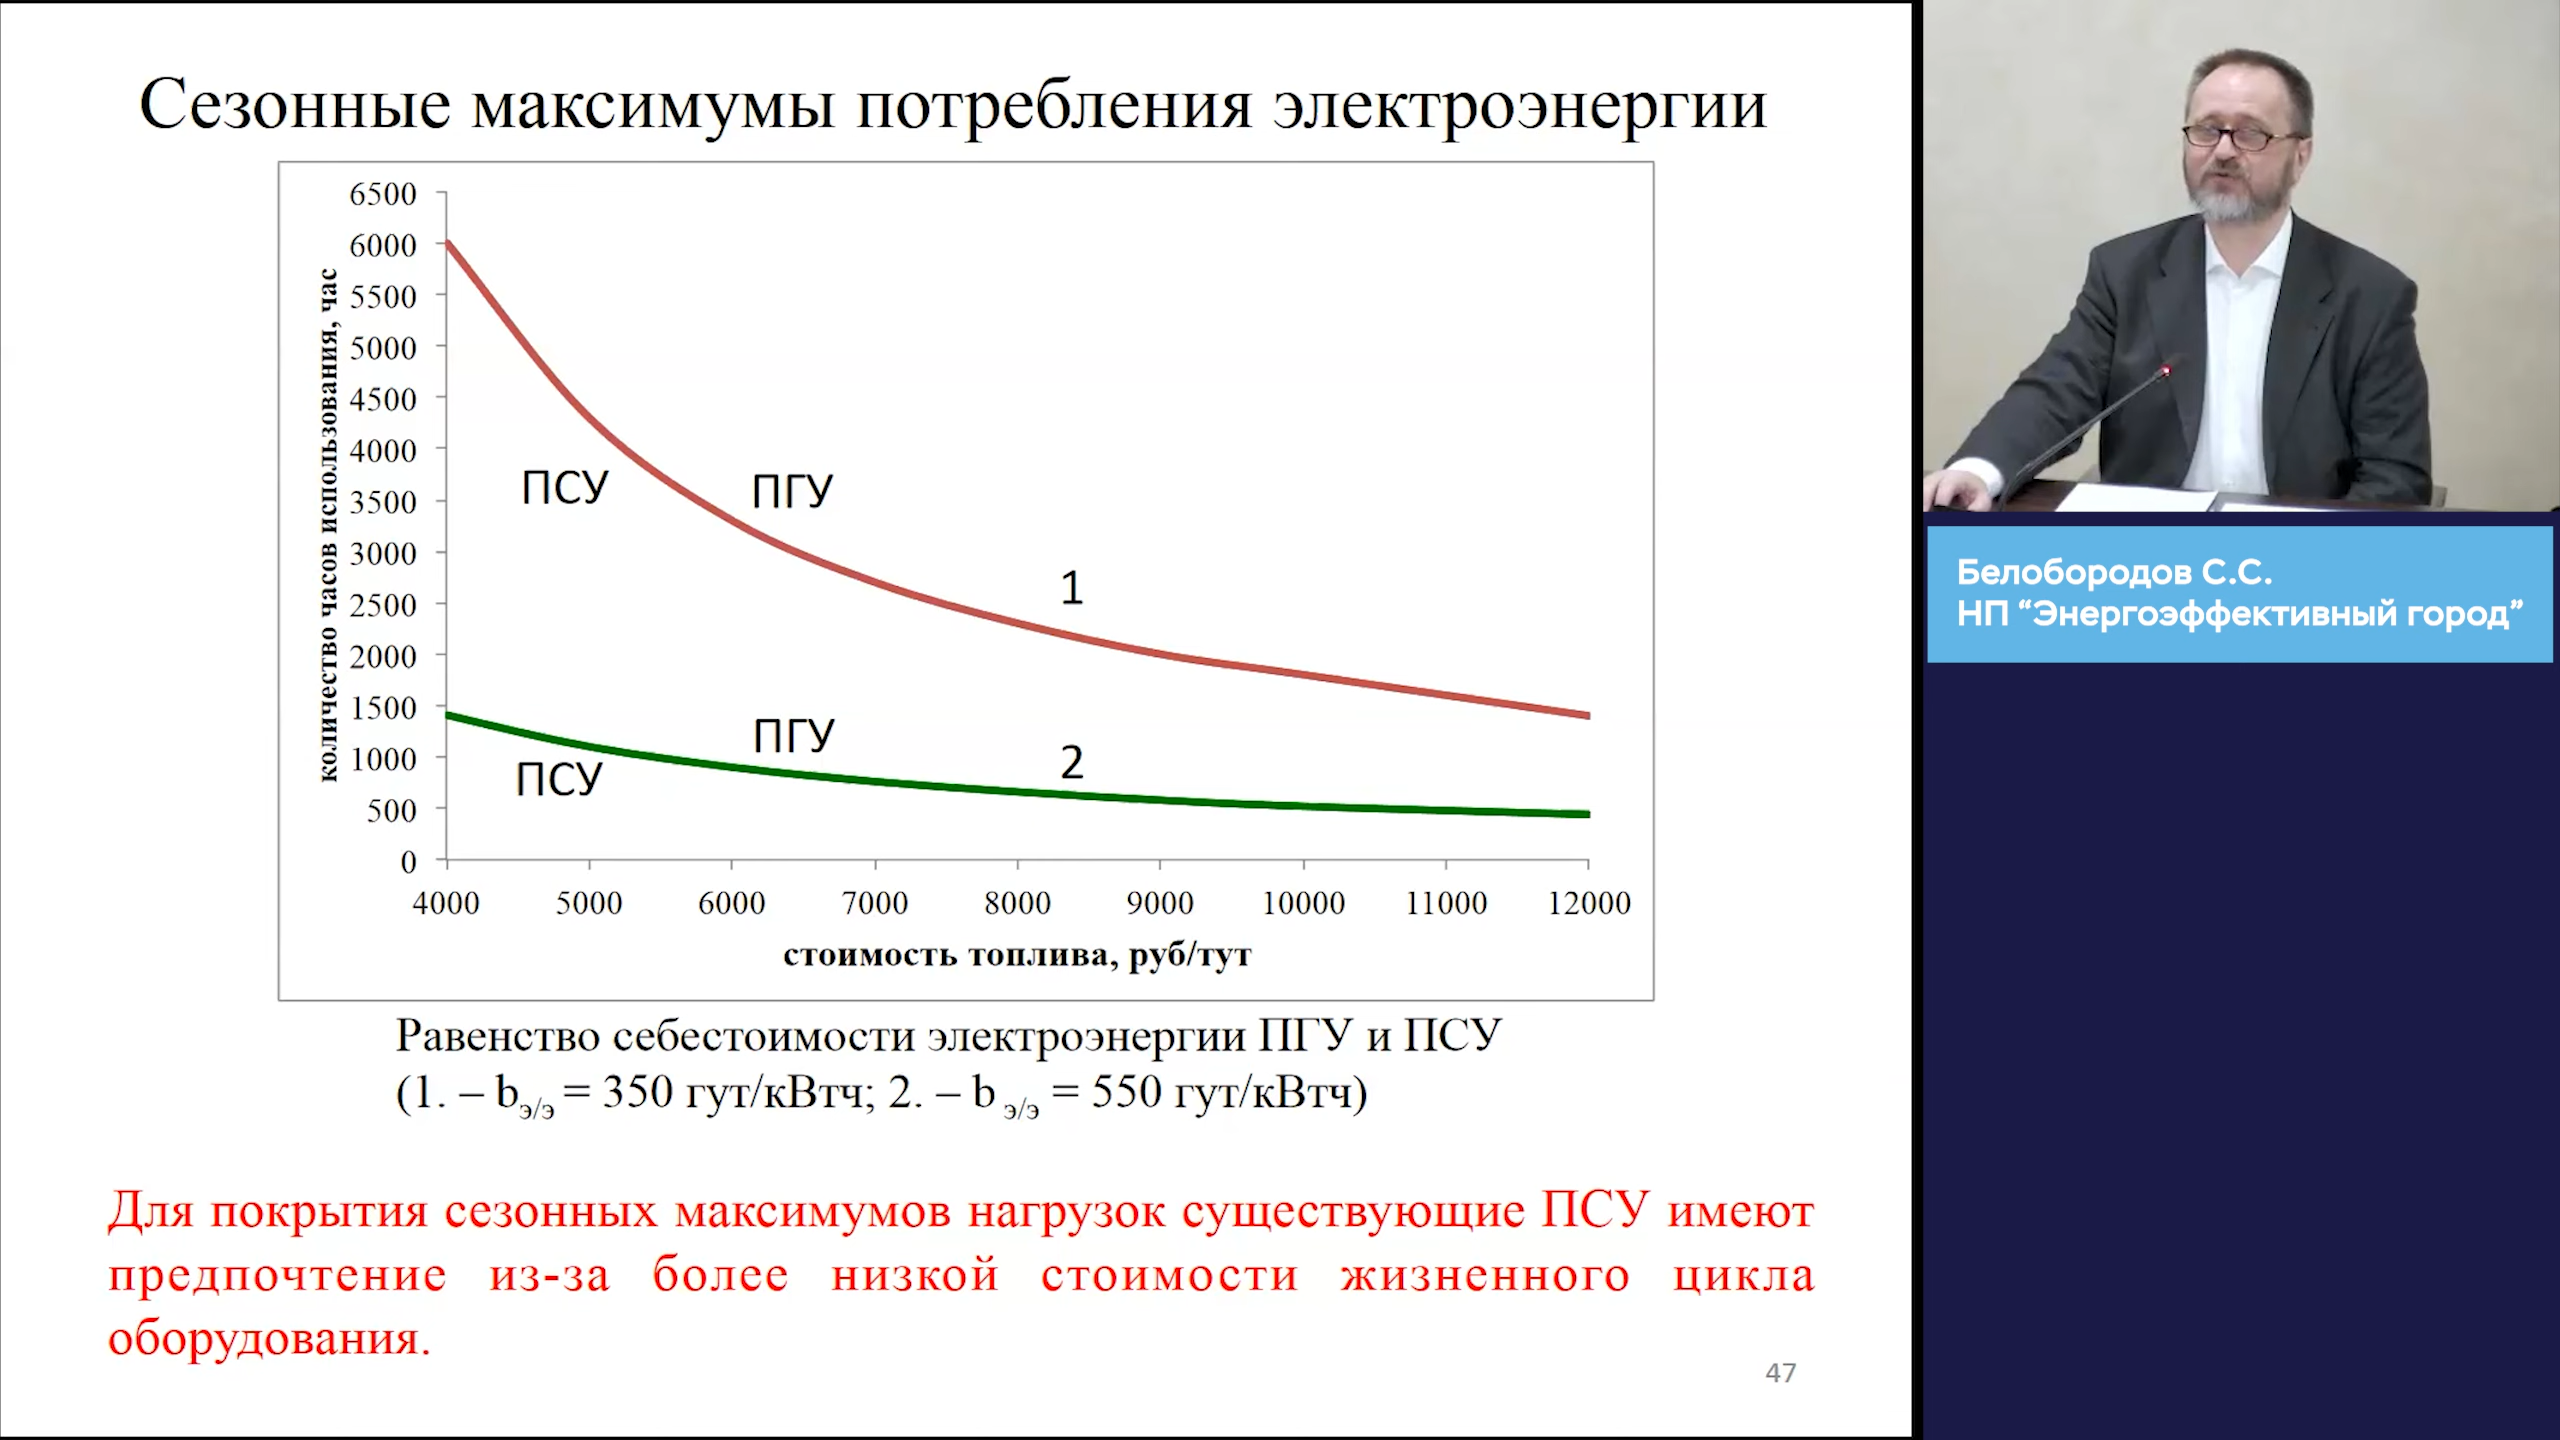 Сезонные максимумы потребления электроэнергии
количество часов использования, час
6500
6000
5500
5000
4500
4000
3500
3000
2500
2000
1500
1000
500
0
ПСУ
ПГУ
1
ПГУ
2
ПСУ
4000 5000 6000 7000 8000 9000 10000 11000 12000
стоимость топлива, руб/тут
Равенство себестоимости электроэнергии ПГУ и ПСУ
(1. – bэ/э = 350 гут/кВтч; 2. – b э/э = 550 гут/кВтч)
Для покрытия сезонных максимумов нагрузок существующие ПСУ имеют
предпочтение из-за более низкой стоимости жизненного цикла
оборудования.
47
Белобородов С.С.
НП “Энергоэффективный город”